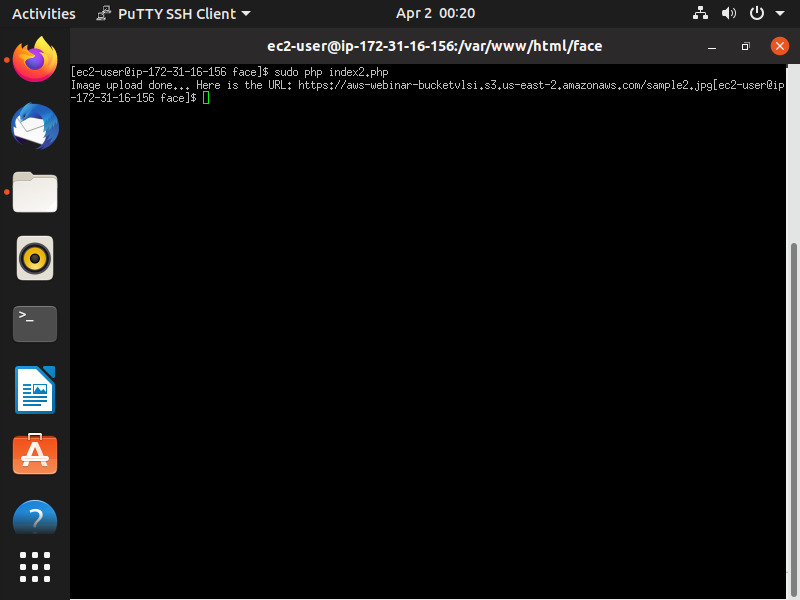 Activities PuTTY SSH Client Apr 2 00:20
ec2-user@ip-172-31-16-156:/var/www/html/face
[ec2-user@ip-172-31-16-156 face]$ sudo php index2.php
Image upload done... Here is the URL: https://aws-webinar-bucketvlsi.s3.us-east-2.amazonaws.com/sample2.jpg[ec2-user@ip
-172-31-16-156 face]$
>_
?